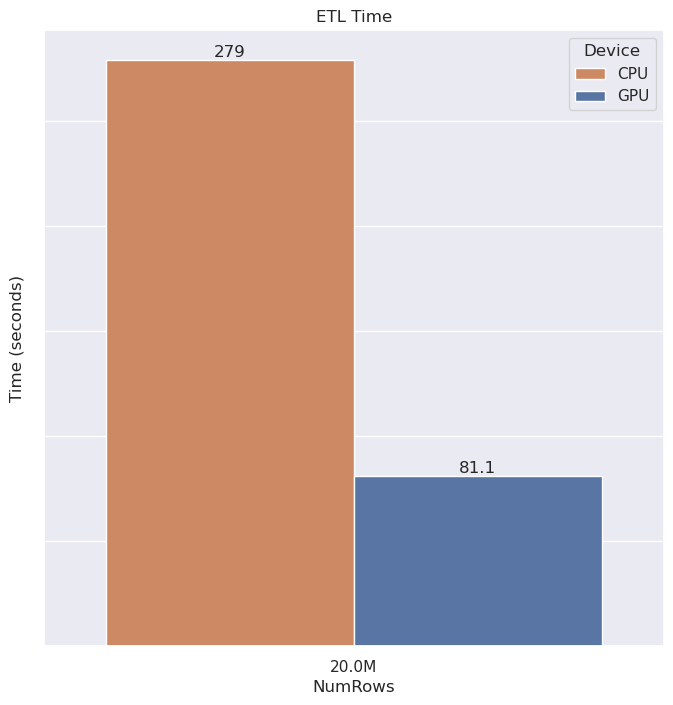 ETL Time
279
Device
CPU
GPU
Time (seconds)
81.1
20.0M
NumRows